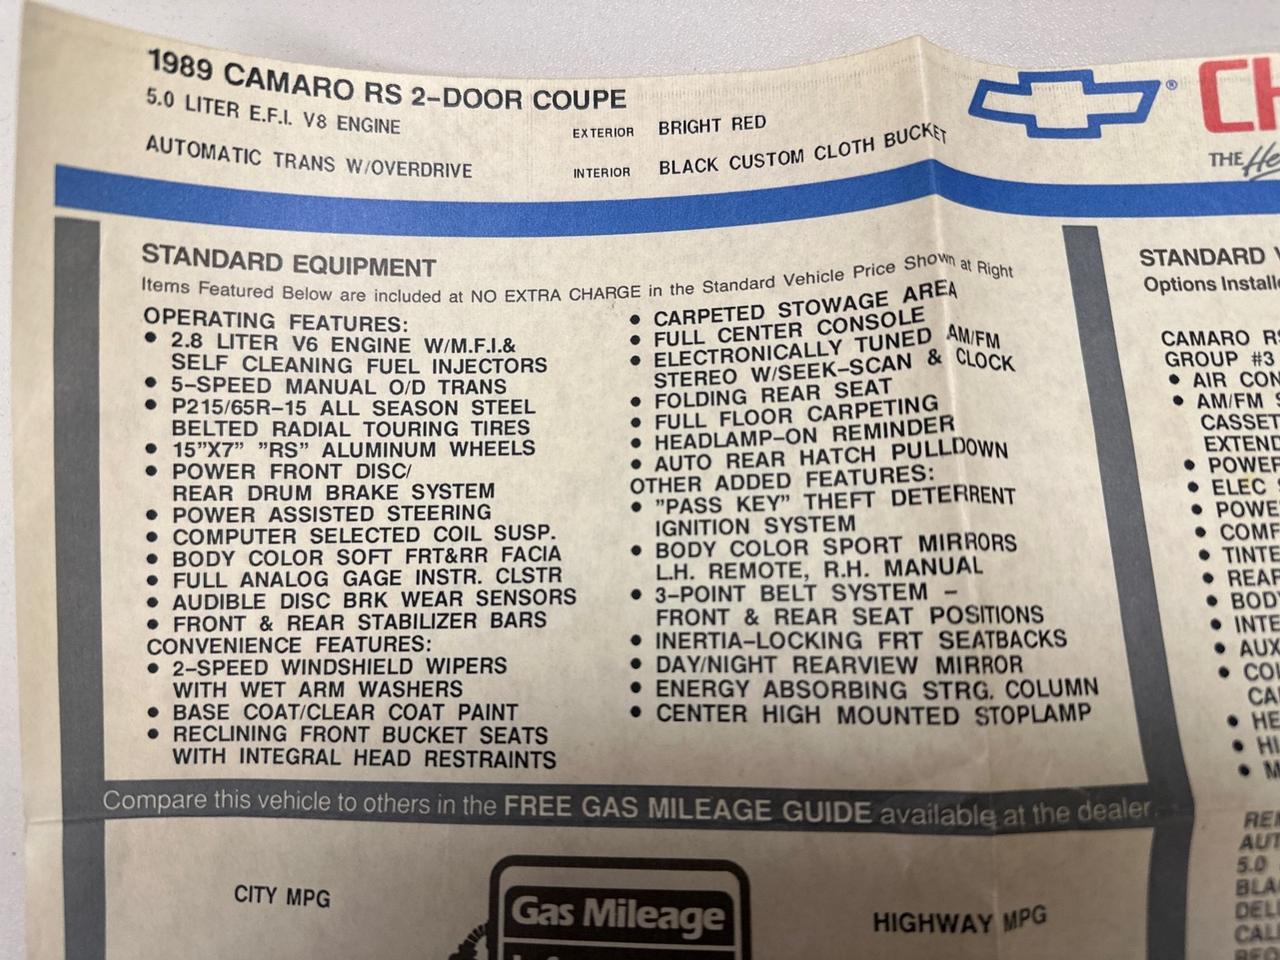 1989 CAMARO RS 2-DOOR COUPE
5.0 LITER E.F.I. V8 ENGINE
AUTOMATIC TRANS W/OVERDRIVE
EXTERIOR BRIGHT RED
INTERIOR BLACK CUSTOM CLOTH BUCKET
®
CH
THE
STANDARD EQUIPMENT
Items Featured Below are included at NO EXTRA CHARGE in the Standard Vehicle Price Shown at Right
OPERATING FEATURES:
• 2.8 LITER V6 ENGINE W/M.F.I.&
SELF CLEANING FUEL INJECTORS
• 5-SPEED MANUAL O/D TRANS
• P215/65R-15 ALL SEASON STEEL
BELTED RADIAL TOURING TIRES
• 15"X7" "RS" ALUMINUM WHEELS
• POWER FRONT DISC/
REAR DRUM BRAKE SYSTEM
• POWER ASSISTED STEERING
• COMPUTER SELECTED COIL SUSP.
• BODY COLOR SOFT FRT&RR FACIA
• FULL ANALOG GAGE INSTR. CLSTR
• AUDIBLE DISC BRK WEAR SENSORS
• FRONT & REAR STABILIZER BARS
CONVENIENCE FEATURES:
• 2-SPEED WINDSHIELD WIPERS
WITH WET ARM WASHERS
• BASE COAT/CLEAR COAT PAINT
• RECLINING FRONT BUCKET SEATS
WITH INTEGRAL HEAD RESTRAINTS
• CARPETED STOWAGE AREA
• FULL CENTER CONSOLE
• ELECTRONICALLY TUNED AM/FM
STEREO W/SEEK-SCAN & CLOCK
• FOLDING REAR SEAT
• FULL FLOOR CARPETING
• HEADLAMP-ON REMINDER
• AUTO REAR HATCH PULLDOWN
OTHER ADDED FEATURES:
• "PASS KEY" THEFT DETERRENT
IGNITION SYSTEM
• BODY COLOR SPORT MIRRORS
L.H. REMOTE, R.H. MANUAL
• 3-POINT BELT SYSTEM -
FRONT & REAR SEAT POSITIONS
• INERTIA-LOCKING FRT SEATBACKS
• DAY/NIGHT REARVIEW MIRROR
• ENERGY ABSORBING STRG. COLUMN
• CENTER HIGH MOUNTED STOPLAMP
STANDARD
Options
CAMARO
GROUP #3
• AIR
• AM/FM
• ELEC
5.0
Compare this vehicle to others in the FREE GAS MILEAGE GUIDE available at the dealer.
CITY MPG
Gas Mileage
HIGHWAY MPG